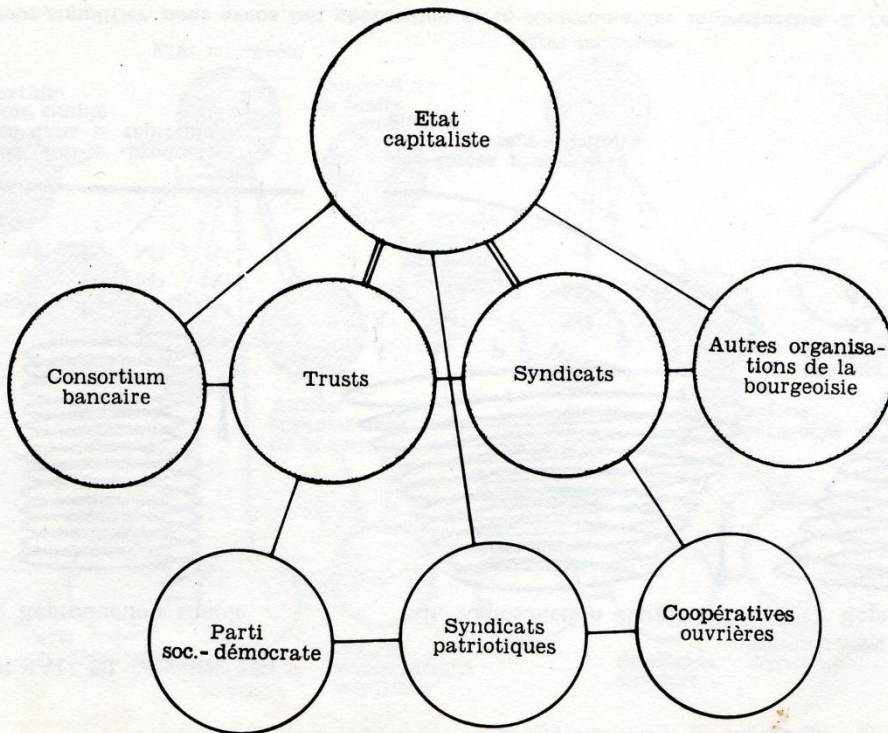 Etat
capitaliste
Consortium
bancaire
Trusts
Syndicats
Autres organisa-
tions de la
bourgeoisie
Parti
soc.-démocrate
Syndicats
patriotiques
Coopératives
ouvrières